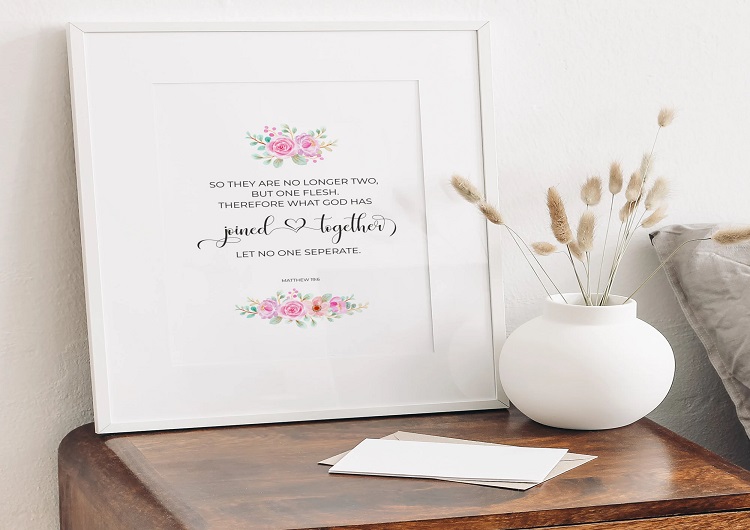 SO THEY ARE NO LONGER TWO,
BUT ONE FLESH.
THEREFORE WHAT GOD HAS
joined together
LET NO ONE SEPERATE.
MATTHEW 19:6